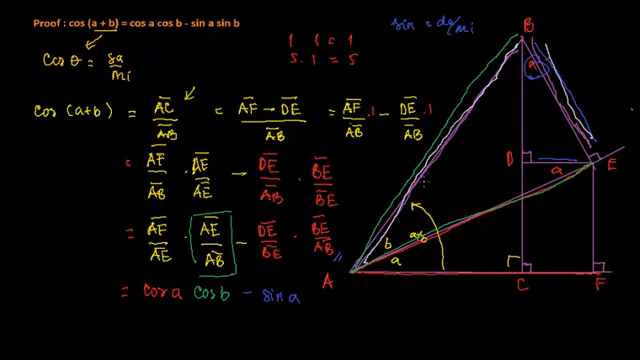 Proof : cos (a + b) = cos a cos b - sin a sin b
cos θ = sa / mi
1 . 1 = 1
5 . 1 = 5
sin = da/mi
cos (a+b) = AC/AB = AF - DE / AB = AF/AB . 1 - DE/AB . 1
= AF/AB . AE/AE - DE/AB . BE/BE
= AF/AE . AE/AB - DE/BE . BE/AB
= cos a cos b - sin a
B
a
D
E
a
a+b
b
a
A
C
F